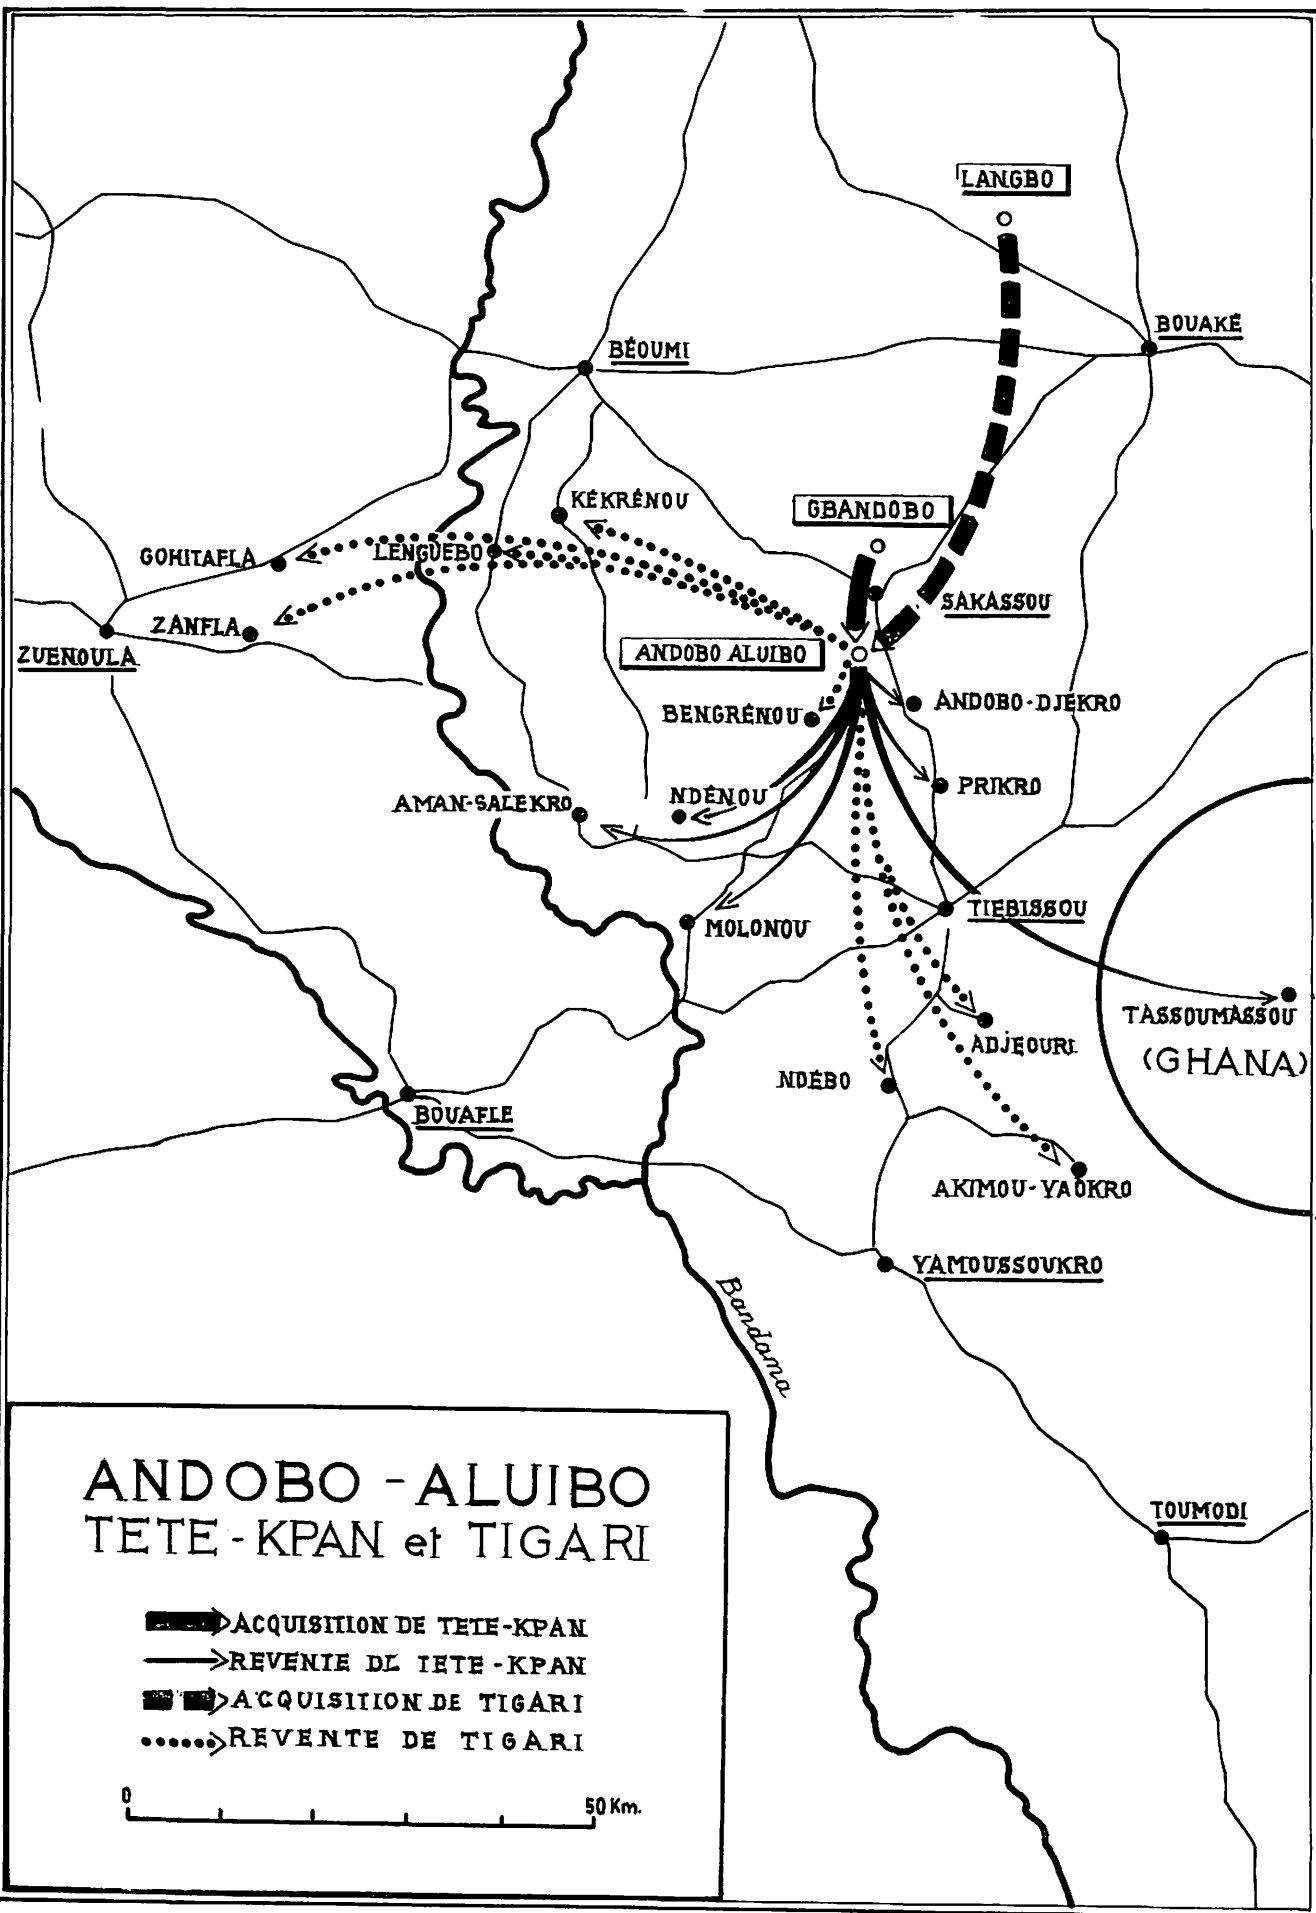 LANGBO
BOUAKÉ
BÉOUMI
KÉKRÉNOU
GBANDOBO
GOHITAFLA
LENGUEBO
SAKASSOU
ZANFLA
ZUENOULA
ANDOBO ALUIBO
BENGRÉNOU
ANDOBO-DJÉKRO
PRIKRO
NDÉNOU
AMAN-SALEKRO
TIEBISSOU
MOLONOU
TASSOUMASSOU
(GHANA)
ADJEOURI
NDÉBO
BOUAFLE
AKIMOU-YAOKRO
YAMOUSSOUKRO
Bandama
TOUMODI
ANDOBO-ALUIBO
TETE-KPAN et TIGARI
ACQUISITION DE TETE-KPAN
REVENTE DE TETE-KPAN
ACQUISITION DE TIGARI
REVENTE DE TIGARI
0 50 Km.